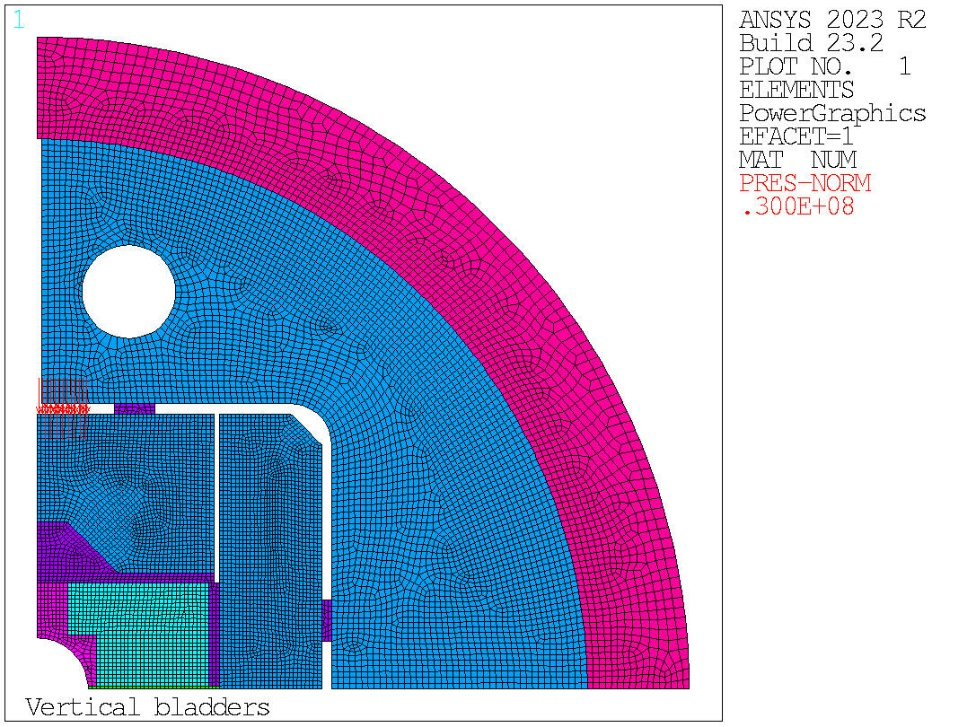 1
ANSYS 2023 R2
Build 23.2
PLOT NO. 1
ELEMENTS
PowerGraphics
EFACET=1
MAT NUM
PRES-NORM
.300E+08
Vertical bladders